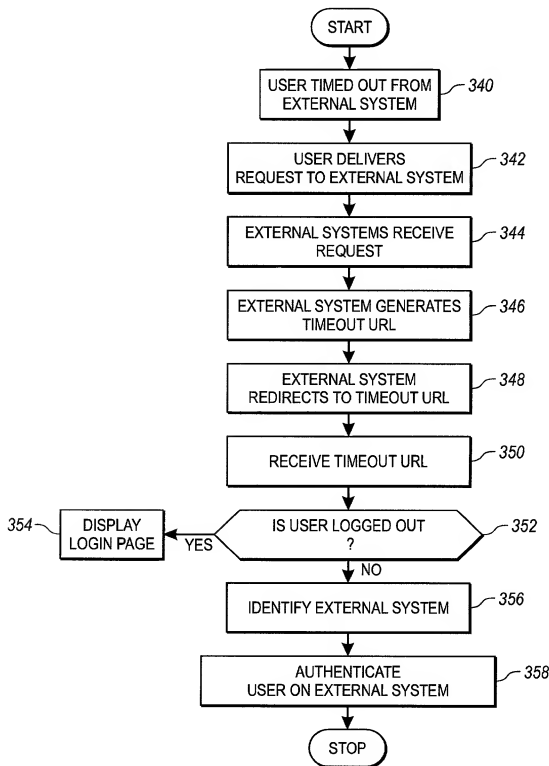 START
USER TIMED OUT FROM
EXTERNAL SYSTEM
340
USER DELIVERS
REQUEST TO EXTERNAL SYSTEM
342
EXTERNAL SYSTEMS RECEIVE
REQUEST
344
EXTERNAL SYSTEM GENERATES
TIMEOUT URL
346
EXTERNAL SYSTEM
REDIRECTS TO TIMEOUT URL
348
RECEIVE TIMEOUT URL
350
354
DISPLAY
LOGIN PAGE
YES
IS USER LOGGED OUT
?
352
NO
IDENTIFY EXTERNAL SYSTEM
356
AUTHENTICATE
USER ON EXTERNAL SYSTEM
358
STOP